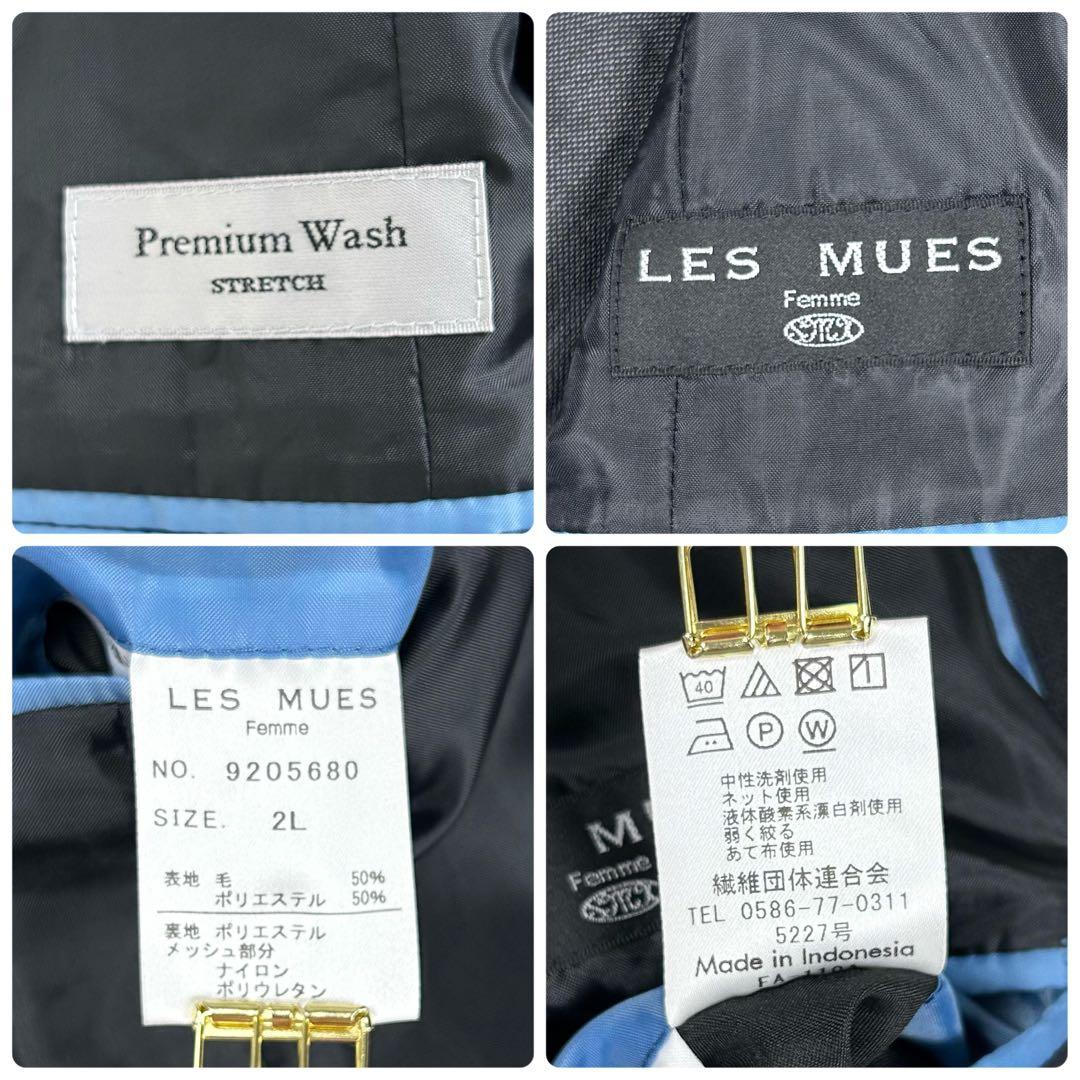 Premium Wash
STRETCH
LES MUES
Femme
LES MUES
Femme
NO. 9205680
SIZE. 2L
表地 毛 50%
ポリエステル 50%
裏地 ポリエステル
メッシュ部分
ナイロン
ポリウレタン
40
P
W
中性洗剤使用
ネット使用
液体酸素系漂白剤使用
弱く絞る
あて布使用
繊維団体連合会
TEL 0586-77-0311
5227号
Made in Indonesia
Femme